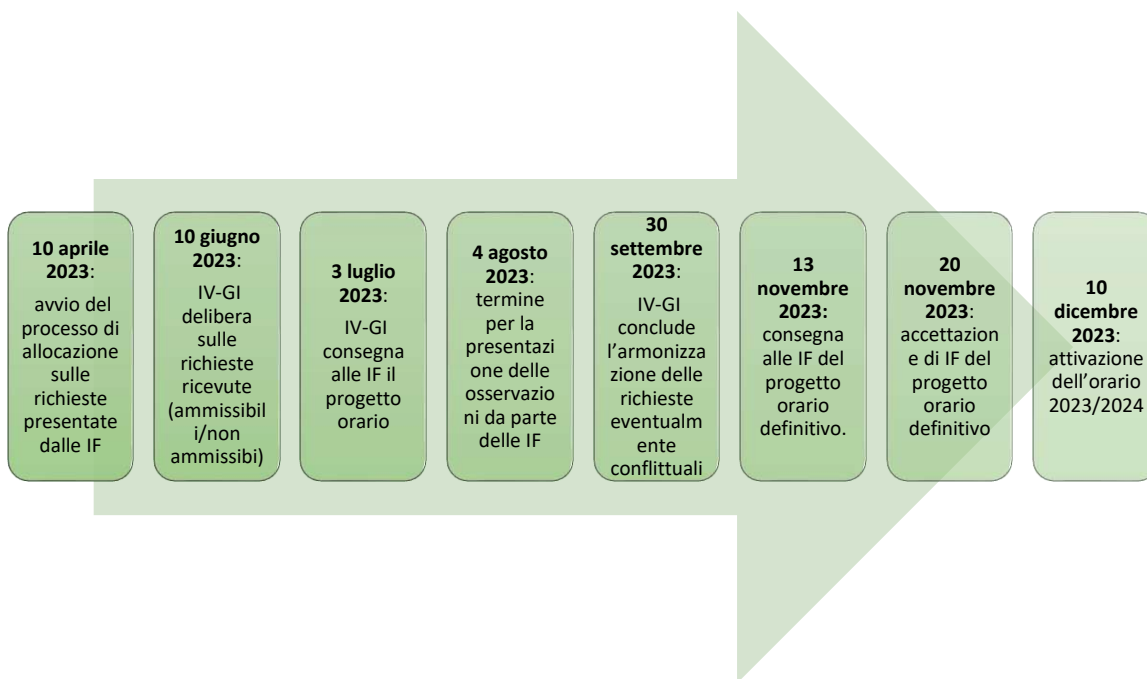 10 aprile
2023:
avvio del
processo di
allocazione
sulle
richieste
presentate
dalle IF
10 giugno
2023:
IV-GI
delibera
sulle
richieste
ricevute
(ammissibil
i/non
ammissibi)
3 luglio
2023:
IV-GI
consegna
alle IF il
progetto
orario
4 agosto
2023:
termine
per la
presentazi
one delle
osservazio
ni da parte
delle IF
30
settembre
2023:
IV-GI
conclude
l’armonizza
zione delle
richieste
eventualm
ente
conflittuali
13
novembre
2023:
consegna
alle IF del
progetto
orario
definitivo.
20
novembre
2023:
accettazion
e di IF del
progetto
orario
definitivo
10
dicembre
2023:
attivazione
dell’orario
2023/2024